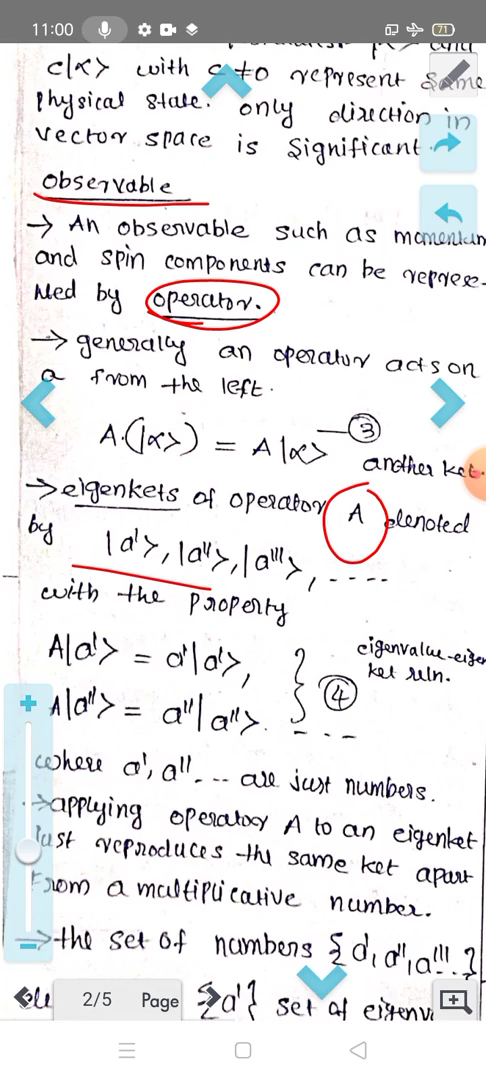 11:00
71
and
c|α> with c ≠ 0 represent same
physical state. only direction in
vector space is significant.
observable
→ An observable such as momentum
and spin components can be represe-
nted by operator.
→ generally an operator acts on
a from the left.
A.(|α>) = A|α> — ③
another ket.
→ eigenkets of operator A denoted
by
|a'>, |a''>, |a'''>, .....
with the property
A|a'> = a'|a'>,
A|a''> = a''|a''>. ... } ④
eigenvalue-eigen
ket reln.
where a', a''... are just numbers.
→ applying operator A to an eigenket
just reproduces the same ket apart
from a multiplicative number.
→ the set of numbers {a', a'', a'''..}
2/5 Page {a'} set of eigenv